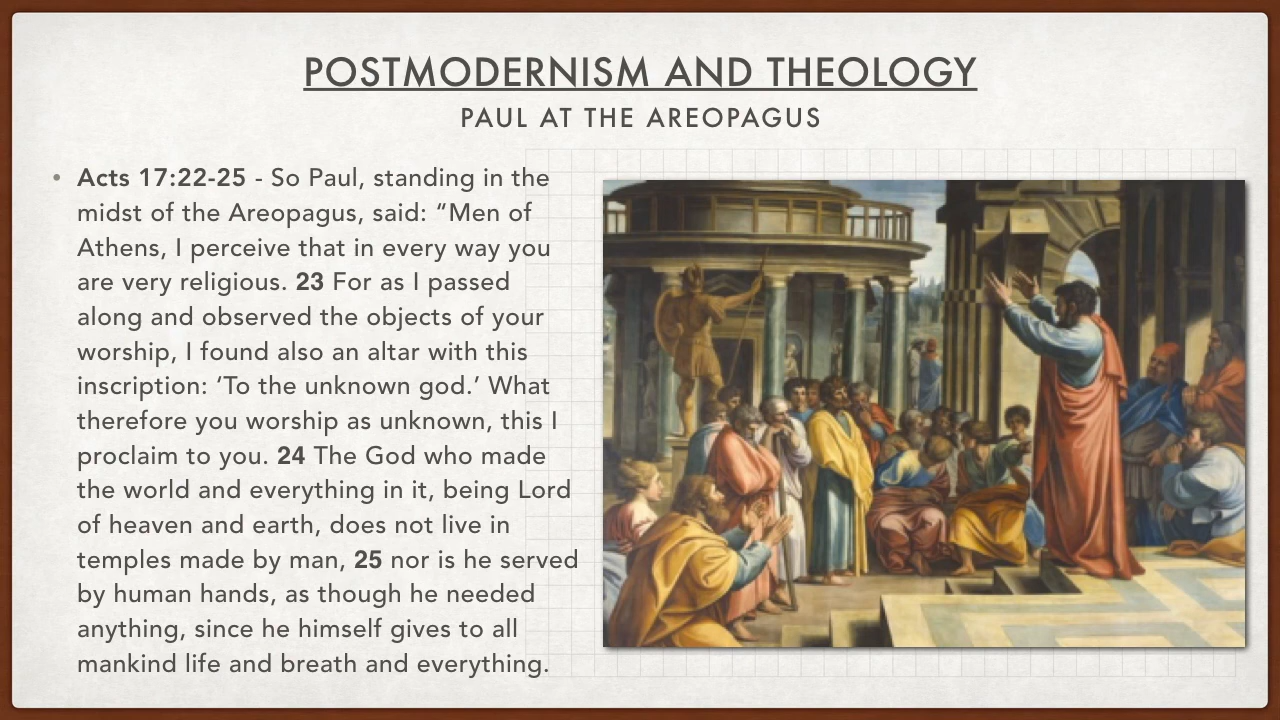 POSTMODERNISM AND THEOLOGY
PAUL AT THE AREOPAGUS
• Acts 17:22-25 - So Paul, standing in the
midst of the Areopagus, said: “Men of
Athens, I perceive that in every way you
are very religious. 23 For as I passed
along and observed the objects of your
worship, I found also an altar with this
inscription: ‘To the unknown god.’ What
therefore you worship as unknown, this I
proclaim to you. 24 The God who made
the world and everything in it, being Lord
of heaven and earth, does not live in
temples made by man, 25 nor is he served
by human hands, as though he needed
anything, since he himself gives to all
mankind life and breath and everything.